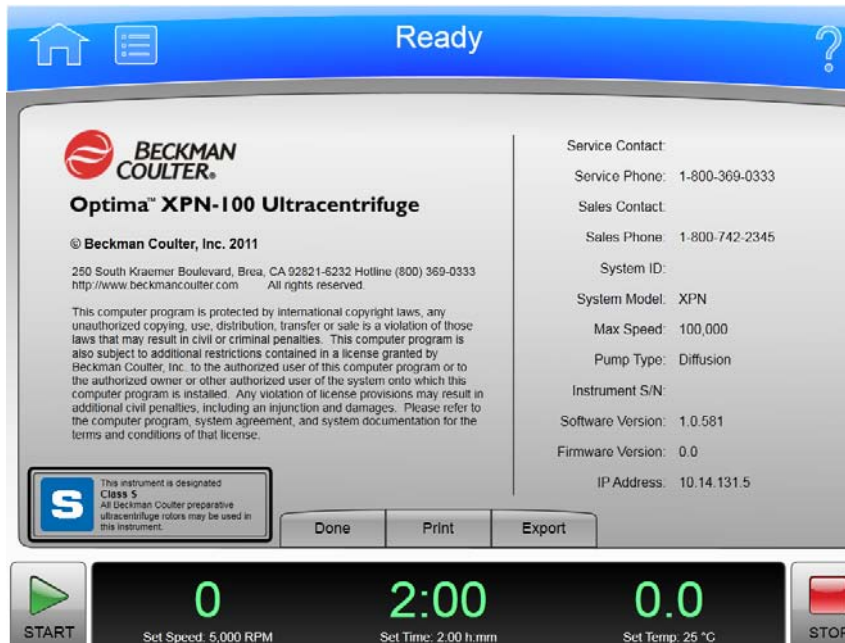 Ready
?
BECKMAN
COULTER®
Optima™ XPN-100 Ultracentrifuge
© Beckman Coulter, Inc. 2011
250 South Kraemer Boulevard, Brea, CA 92821-6232 Hotline (800) 369-0333
http://www.beckmancoulter.com All rights reserved.
This computer program is protected by international copyright laws, any
unauthorized copying, use, distribution, transfer or sale is a violation of those
laws that may result in civil or criminal penalties. This computer program is
also subject to additional restrictions contained in a license granted by
Beckman Coulter, Inc. to the authorized user of this computer program or to
the authorized owner or other authorized user of the system onto which this
computer program is installed. Any violation of license provisions may result in
additional civil penalties, including an injunction and damages. Please refer to
the computer program, system agreement, and system documentation for the
terms and conditions of that license.
S
This instrument is designated
Class S
All Beckman Coulter preparative
ultracentrifuge rotors may be used in
this instrument.
Service Contact:
Service Phone: 1-800-369-0333
Sales Contact:
Sales Phone: 1-800-742-2345
System ID:
System Model: XPN
Max Speed: 100,000
Pump Type: Diffusion
Instrument S/N:
Software Version: 1.0.581
Firmware Version: 0.0
IP Address: 10.14.131.5
Done Print Export
START
0
Set Speed: 5,000 RPM
2:00
Set Time: 2:00 h:mm
0.0
Set Temp: 25 °C
STOP